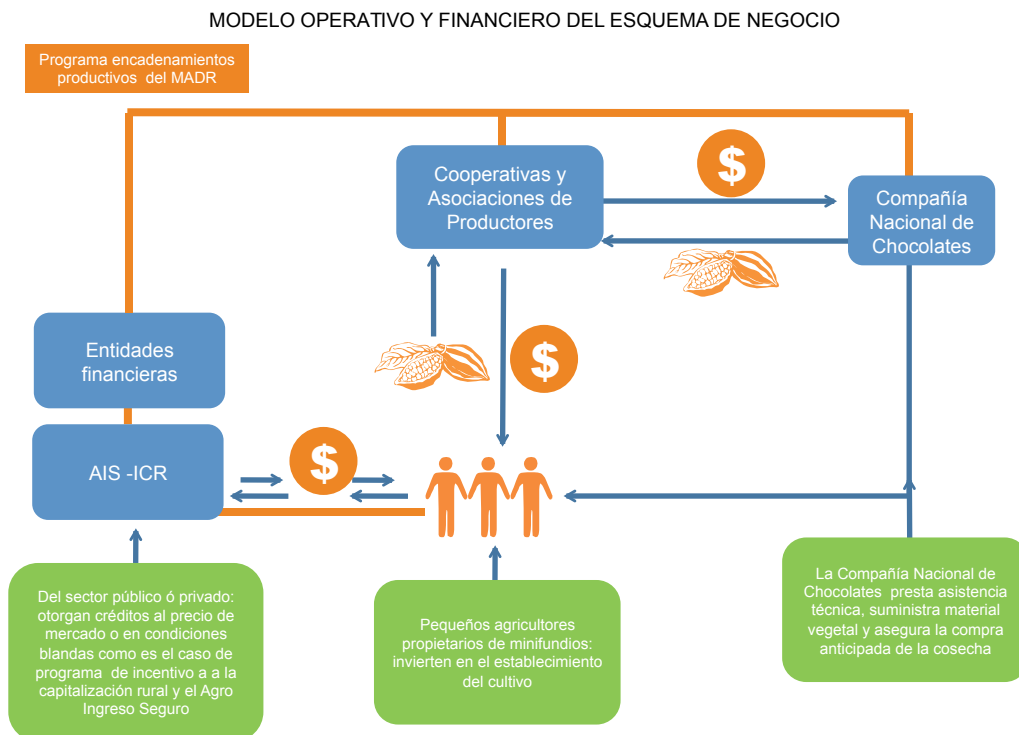 MODELO OPERATIVO Y FINANCIERO DEL ESQUEMA DE NEGOCIO
Programa encadenamientos
productivos del MADR
$
Cooperativas y
Asociaciones de
Productores
Compañía
Nacional de
Chocolates
Entidades
financieras
$
AIS -ICR
$
Del sector público ó privado:
otorgan créditos al precio de
mercado o en condiciones
blandas como es el caso de
programa de incentivo a a la
capitalización rural y el Agro
Ingreso Seguro
Pequeños agricultores
propietarios de minifundios:
invierten en el establecimiento
del cultivo
La Compañía Nacional de
Chocolates presta asistencia
técnica, suministra material
vegetal y asegura la compra
anticipada de la cosecha